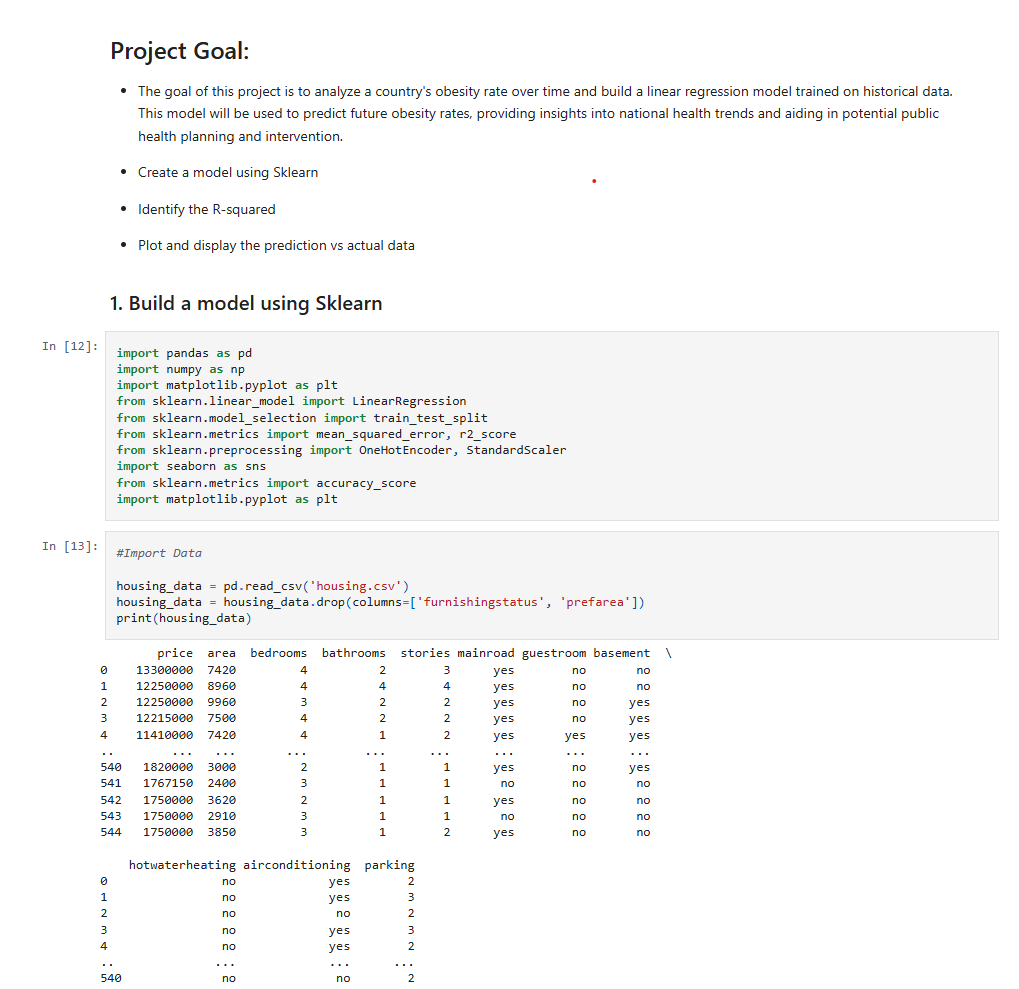 Project Goal:
• The goal of this project is to analyze a country's obesity rate over time and build a linear regression model trained on historical data.
This model will be used to predict future obesity rates, providing insights into national health trends and aiding in potential public
health planning and intervention.
• Create a model using Sklearn
• Identify the R-squared
• Plot and display the prediction vs actual data
1. Build a model using Sklearn
In [12]:
import pandas as pd
import numpy as np
import matplotlib.pyplot as plt
from sklearn.linear_model import LinearRegression
from sklearn.model_selection import train_test_split
from sklearn.metrics import mean_squared_error, r2_score
from sklearn.preprocessing import OneHotEncoder, StandardScaler
import seaborn as sns
from sklearn.metrics import accuracy_score
import matplotlib.pyplot as plt
In [13]:
#Import Data
housing_data = pd.read_csv('housing.csv')
housing_data = housing_data.drop(columns=['furnishingstatus', 'prefarea'])
print(housing_data)
price area bedrooms bathrooms stories mainroad guestroom basement \
0 13300000 7420 4 2 3 yes no no
1 12250000 8960 4 4 4 yes no no
2 12250000 9960 3 2 2 yes no yes
3 12215000 7500 4 2 2 yes no yes
4 11410000 7420 4 1 2 yes yes yes
.. ... ... ... ... ... ... ... ...
540 1820000 3000 2 1 1 yes no yes
541 1767150 2400 3 1 1 no no no
542 1750000 3620 2 1 1 yes no no
543 1750000 2910 3 1 1 no no no
544 1750000 3850 3 1 2 yes no no
hotwaterheating airconditioning parking
0 no yes 2
1 no yes 3
2 no no 2
3 no yes 3
4 no yes 2
.. ... ... ...
540 no no 2